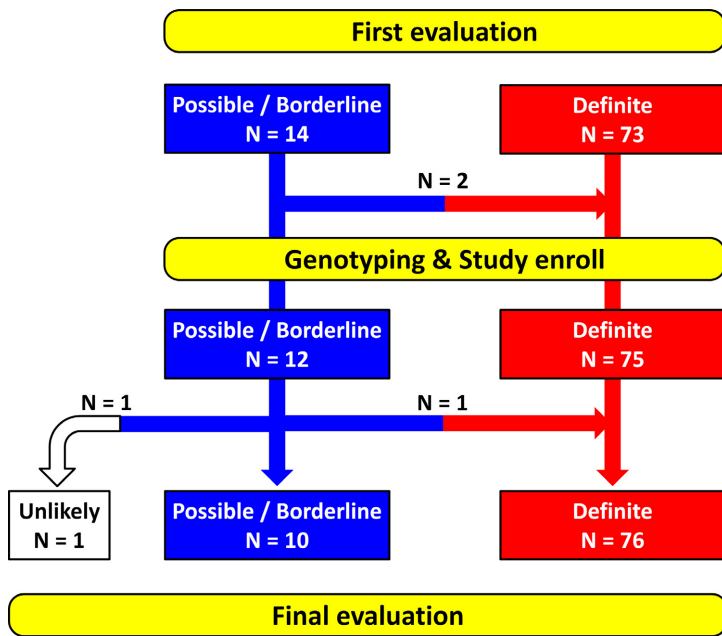 First evaluation
Possible / Borderline
N = 14
Definite
N = 73
N = 2
Genotyping & Study enroll
Possible / Borderline
N = 12
Definite
N = 75
N = 1
N = 1
Unlikely
N = 1
Possible / Borderline
N = 10
Definite
N = 76
Final evaluation